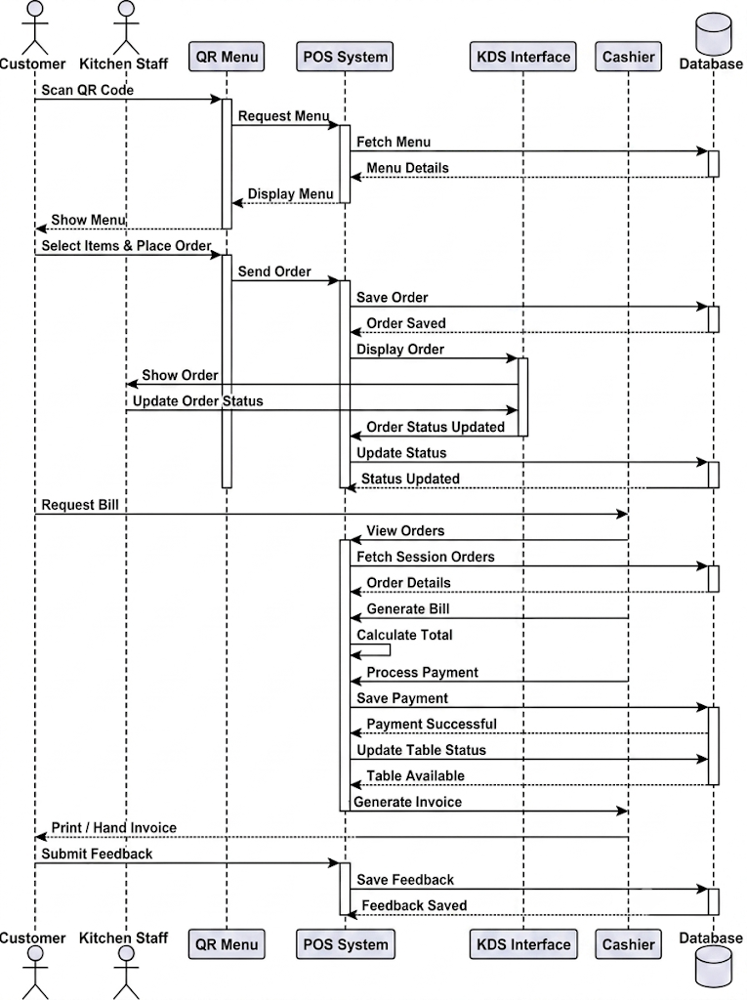 Customer
Kitchen Staff
QR Menu
POS System
KDS Interface
Cashier
Database
Scan QR Code
Request Menu
Fetch Menu
Menu Details
Display Menu
Show Menu
Select Items & Place Order
Send Order
Save Order
Order Saved
Display Order
Show Order
Update Order Status
Order Status Updated
Update Status
Status Updated
Request Bill
View Orders
Fetch Session Orders
Order Details
Generate Bill
Calculate Total
Process Payment
Save Payment
Payment Successful
Update Table Status
Table Available
Generate Invoice
Print / Hand Invoice
Submit Feedback
Save Feedback
Feedback Saved
Customer
Kitchen Staff
QR Menu
POS System
KDS Interface
Cashier
Database